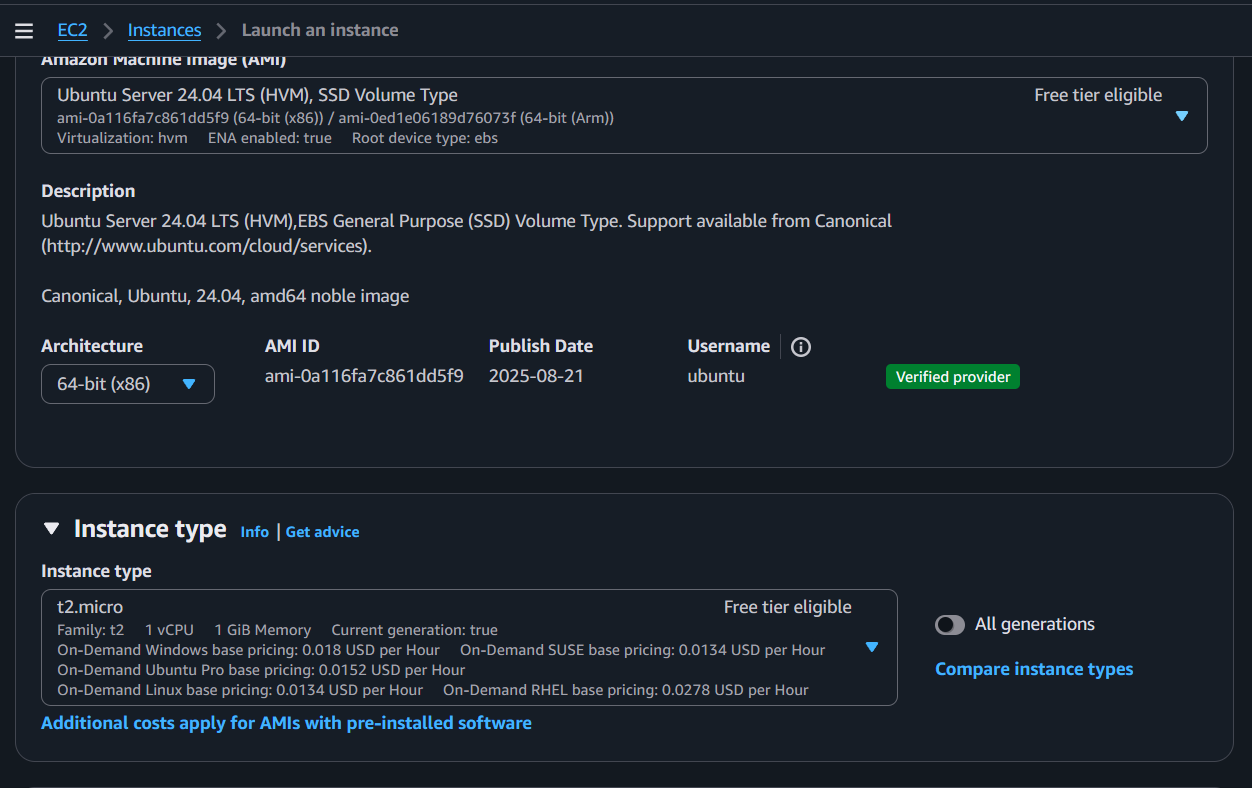 EC2 > Instances > Launch an instance
Amazon Machine Image (AMI)
Ubuntu Server 24.04 LTS (HVM), SSD Volume Type Free tier eligible
ami-0a116fa7c861dd5f9 (64-bit (x86)) / ami-0ed1e06189d76073f (64-bit (Arm))
Virtualization: hvm ENA enabled: true Root device type: ebs
Description
Ubuntu Server 24.04 LTS (HVM),EBS General Purpose (SSD) Volume Type. Support available from Canonical
(http://www.ubuntu.com/cloud/services).
Canonical, Ubuntu, 24.04, amd64 noble image
Architecture AMI ID Publish Date Username
64-bit (x86) ami-0a116fa7c861dd5f9 2025-08-21 ubuntu Verified provider
Instance type Info | Get advice
Instance type
t2.micro Free tier eligible
Family: t2 1 vCPU 1 GiB Memory Current generation: true
On-Demand Windows base pricing: 0.018 USD per Hour On-Demand SUSE base pricing: 0.0134 USD per Hour
On-Demand Ubuntu Pro base pricing: 0.0152 USD per Hour
On-Demand Linux base pricing: 0.0134 USD per Hour On-Demand RHEL base pricing: 0.0278 USD per Hour
All generations
Compare instance types
Additional costs apply for AMIs with pre-installed software